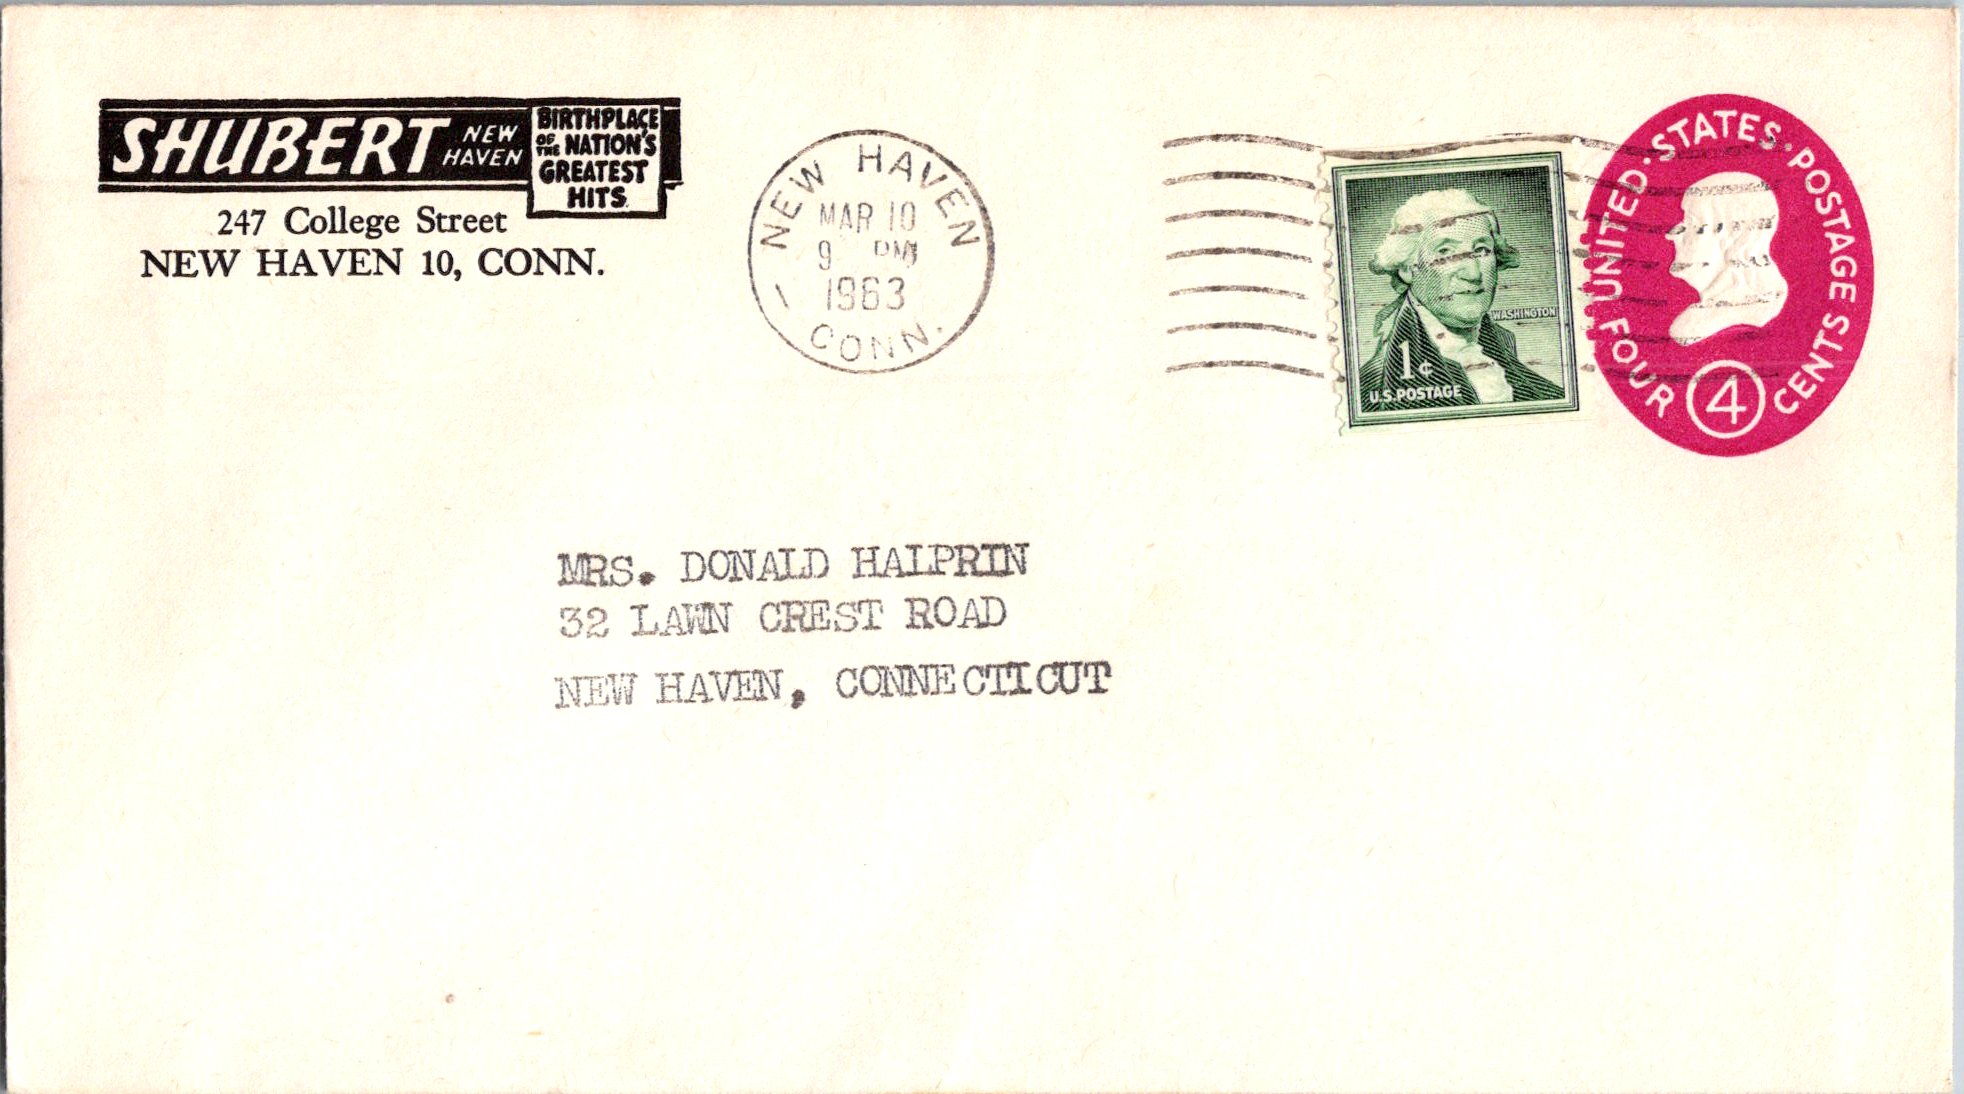 SHUBERT NEW HAVEN
BIRTHPLACE
OF THE NATION'S
GREATEST
HITS.
247 College Street
NEW HAVEN 10, CONN.
NEW HAVEN
MAR 10
9 PM
1963
CONN.
WASHINGTON
1¢
U.S. POSTAGE
UNITED · STATES · POSTAGE
FOUR 4 CENTS
MRS. DONALD HALPRIN
32 LAWN CREST ROAD
NEW HAVEN, CONNECTICUT